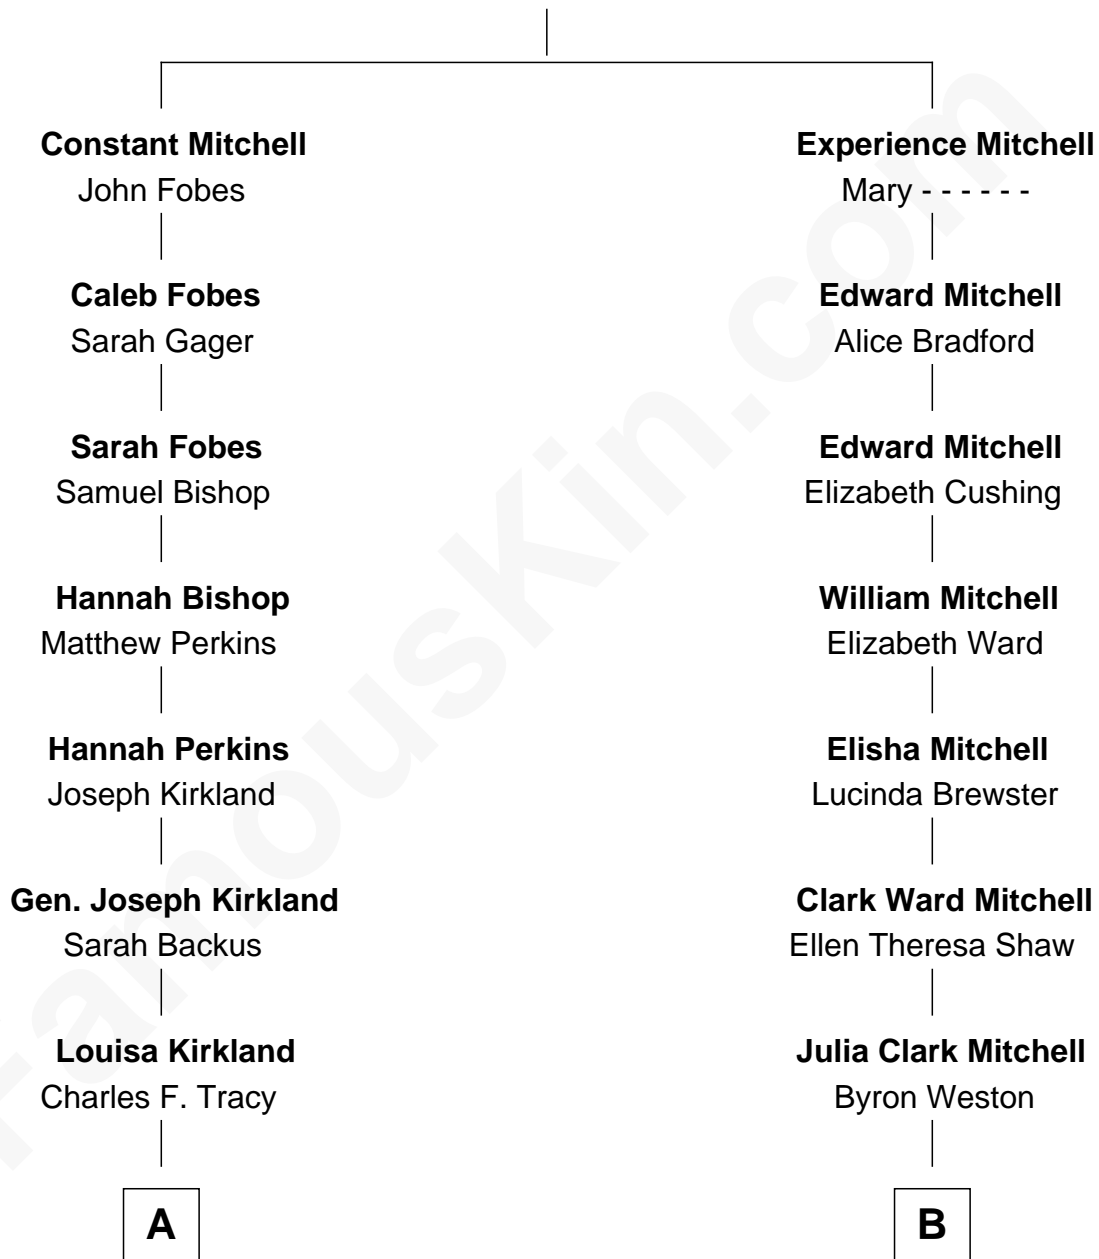 Constant Mitchell
John Fobes
Caleb Fobes
Sarah Gager
Sarah Fobes
Samuel Bishop
Hannah Bishop
Matthew Perkins
Hannah Perkins
Joseph Kirkland
Gen. Joseph Kirkland
Sarah Backus
Louisa Kirkland
Charles F. Tracy
A
Experience Mitchell
Mary - - - - - -
Edward Mitchell
Alice Bradford
Edward Mitchell
Elizabeth Cushing
William Mitchell
Elizabeth Ward
Elisha Mitchell
Lucinda Brewster
Clark Ward Mitchell
Ellen Theresa Shaw
Julia Clark Mitchell
Byron Weston
B
FamousKin.com